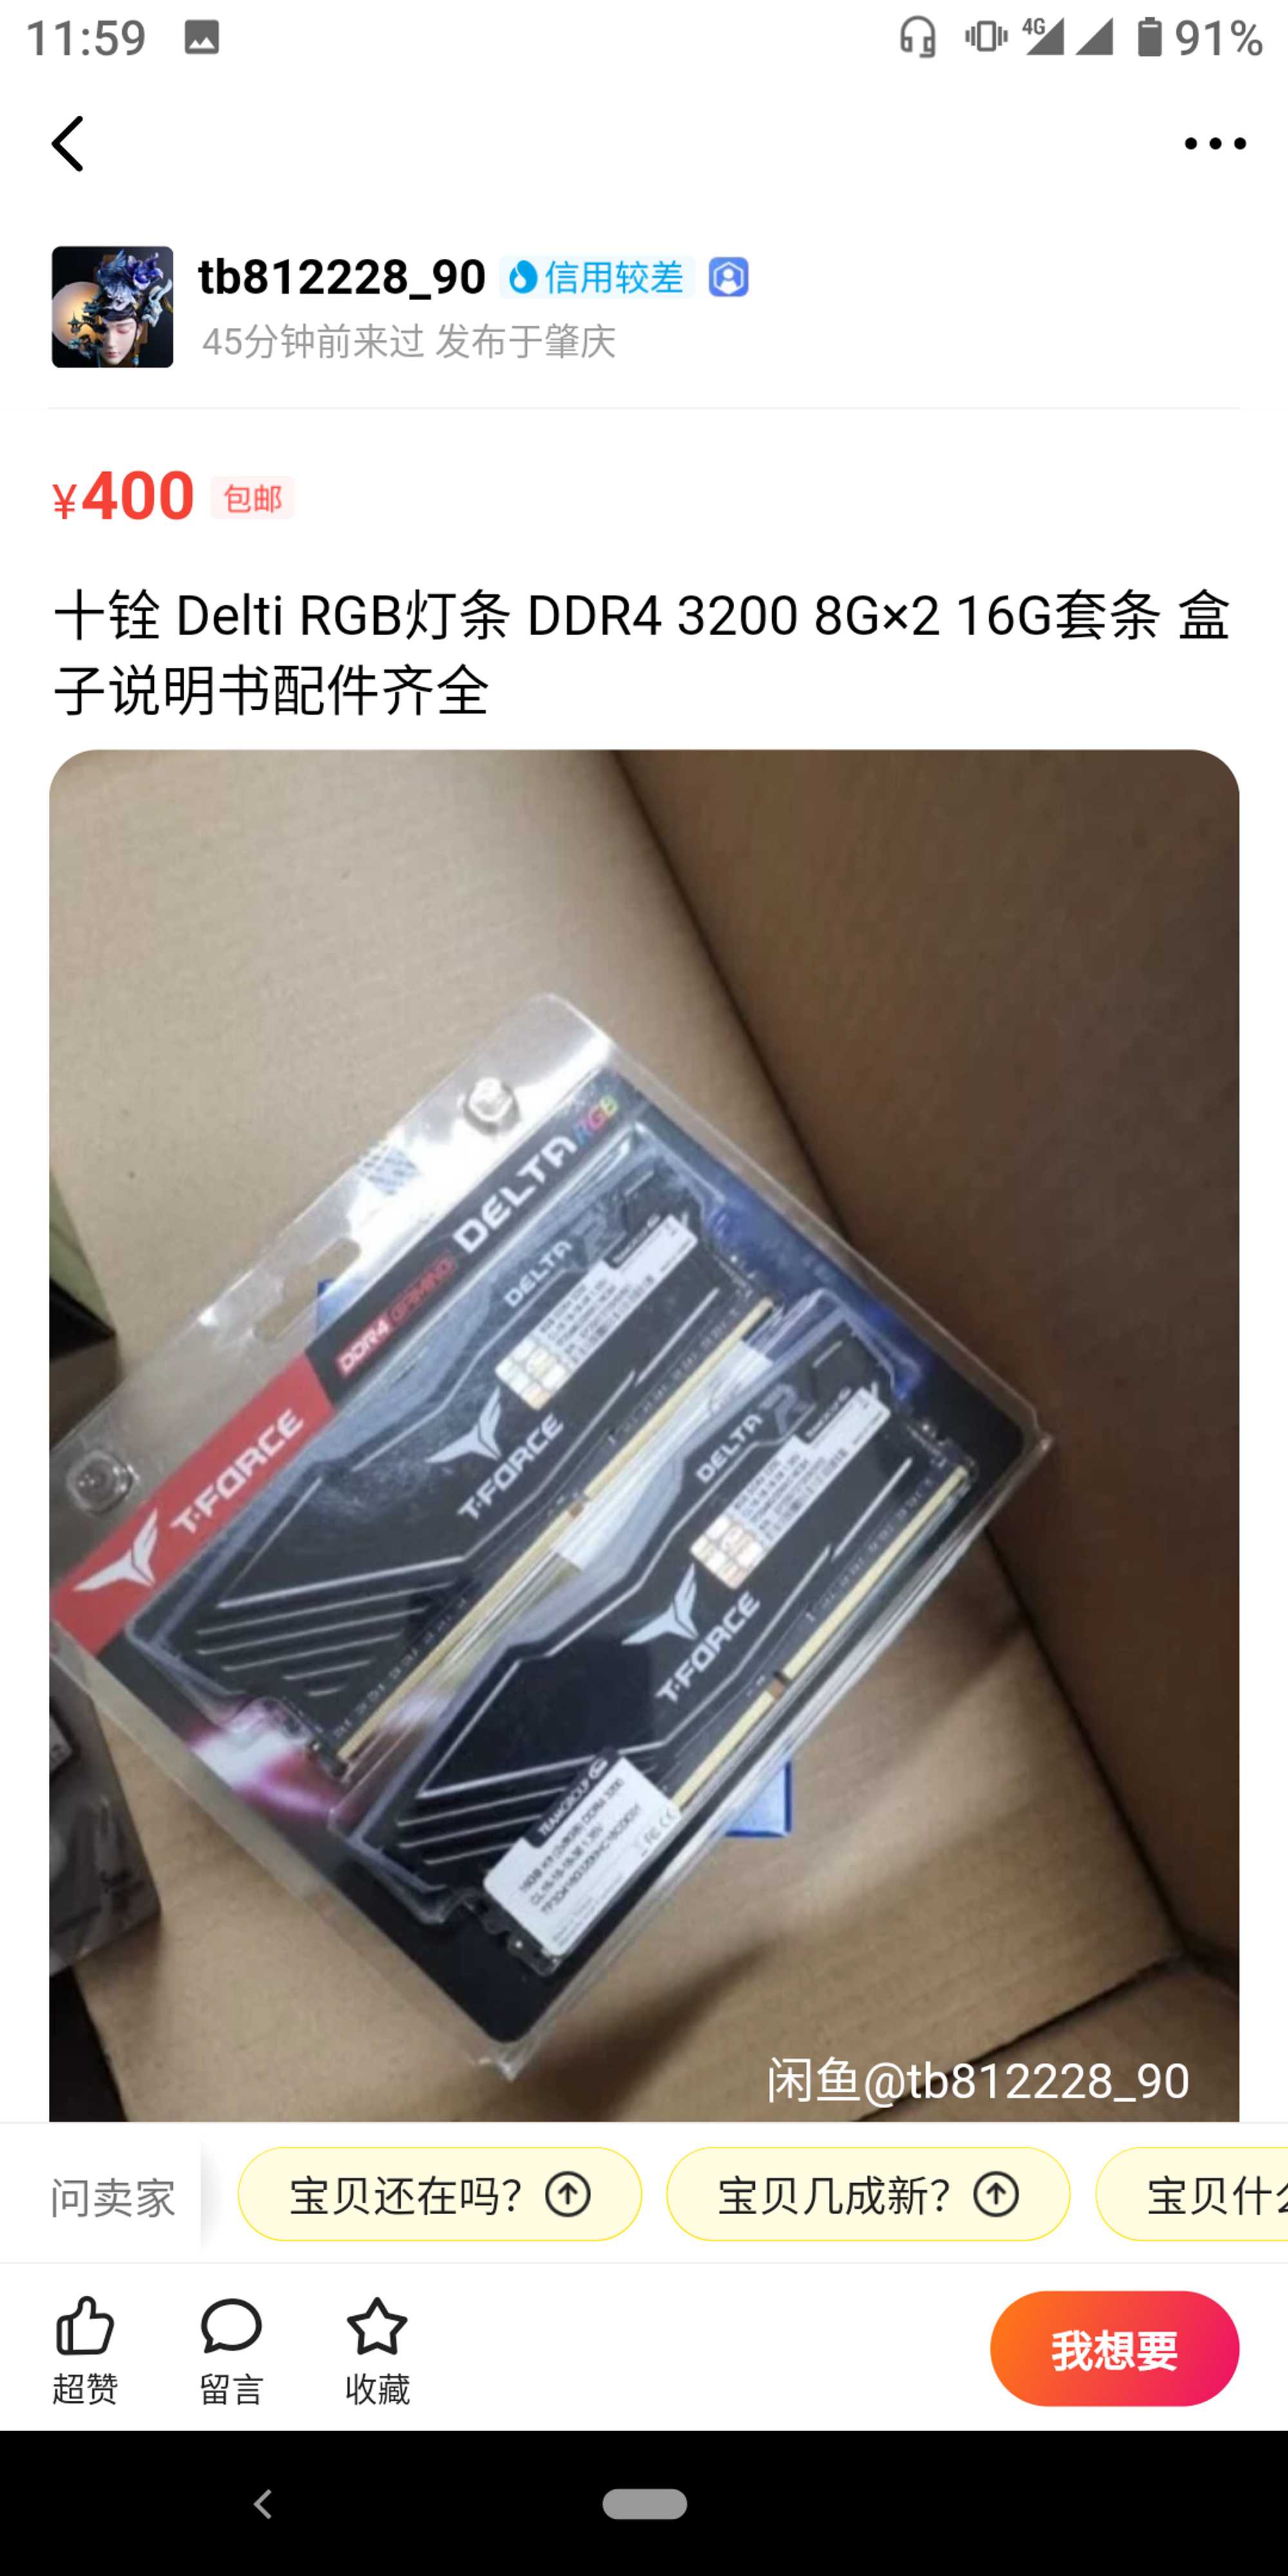 11:59
4G
91%
tb812228_90 信用较差
45分钟前来过 发布于肇庆
¥400 包邮
十铨 Delti RGB灯条 DDR4 3200 8G×2 16G套条 盒
子说明书配件齐全
DELTA RGB
DDR4 GAMING
T-FORCE
DELTA R
T-FORCE
DELTA R
T-FORCE
TEAMGROUP
闲鱼@tb812228_90
问卖家
宝贝还在吗？
宝贝几成新？
宝贝什
超赞
留言
收藏
我想要